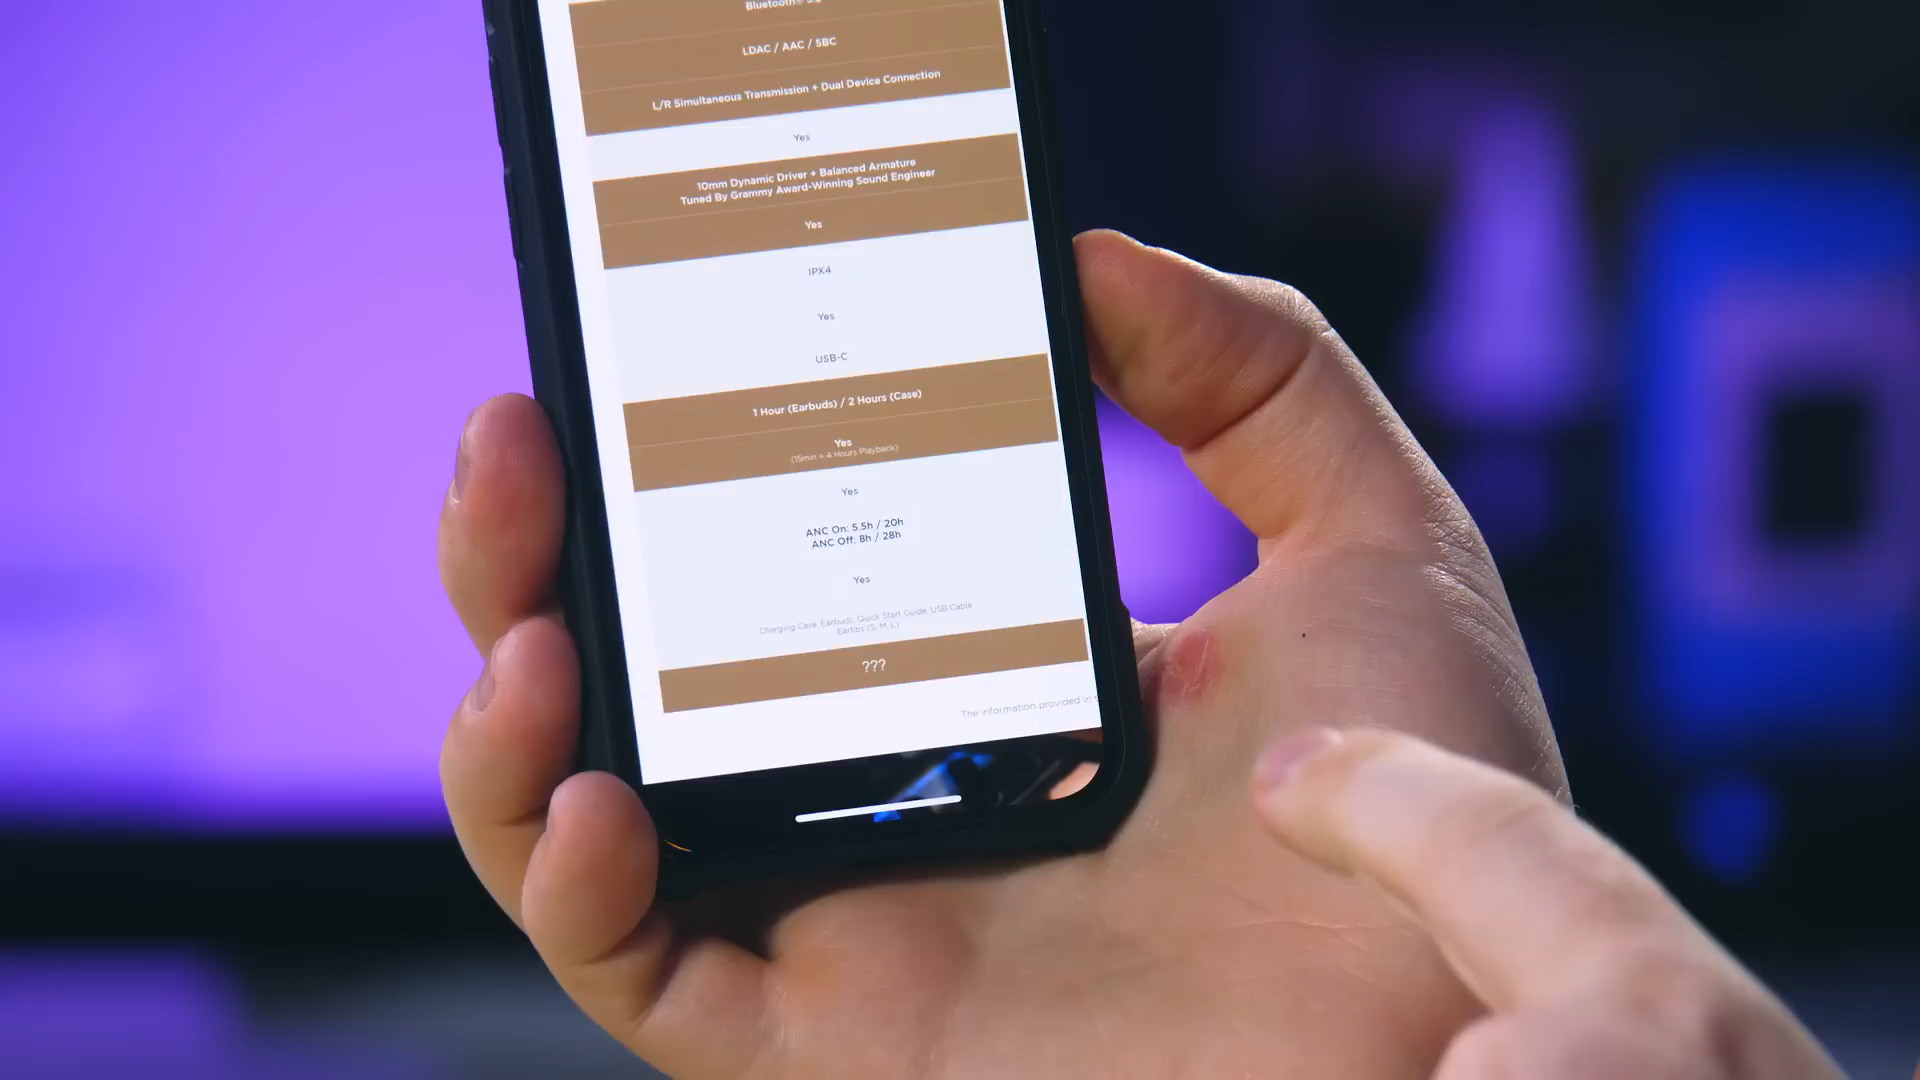 Bluetooth® 5.2
LDAC / AAC / SBC
L/R Simultaneous Transmission + Dual Device Connection
Yes
10mm Dynamic Driver + Balanced Armature
Tuned By Grammy Award-Winning Sound Engineer
Yes
IPX4
Yes
USB-C
1 Hour (Earbuds) / 2 Hours (Case)
Yes
(15min = 4 Hours Playback)
Yes
ANC On: 5.5h / 20h
ANC Off: 8h / 28h
Yes
Charging Case, Earbuds, Quick Start Guide, USB Cable
Eartips (S, M, L)
???
The information provided in